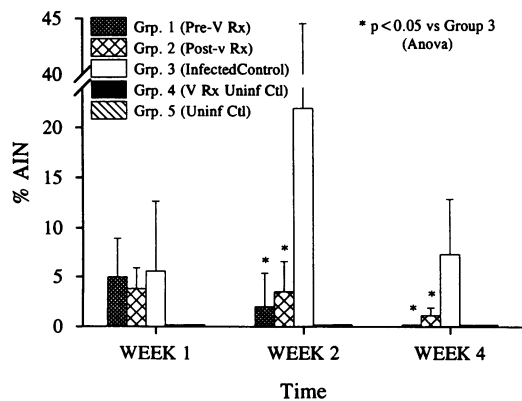 45
40
20
15
10
5
0
% AIN
Grp. 1 (Pre-V Rx)
Grp. 2 (Post-v Rx)
Grp. 3 (InfectedControl)
Grp. 4 (V Rx Uninf Ctl)
Grp. 5 (Uninf Ctl)
* p<0.05 vs Group 3
(Anova)
* *
* *
WEEK 1 WEEK 2 WEEK 4
Time